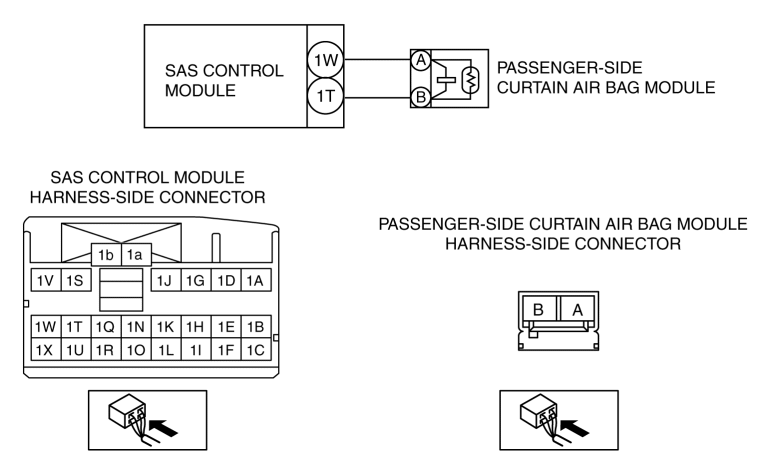 SAS CONTROL
MODULE
1W
1T
A
B
PASSENGER-SIDE
CURTAIN AIR BAG MODULE
SAS CONTROL MODULE
HARNESS-SIDE CONNECTOR
1b 1a
1V 1S 1J 1G 1D 1A
1W 1T 1Q 1N 1K 1H 1E 1B
1X 1U 1R 1O 1L 1I 1F 1C
PASSENGER-SIDE CURTAIN AIR BAG MODULE
HARNESS-SIDE CONNECTOR
B A